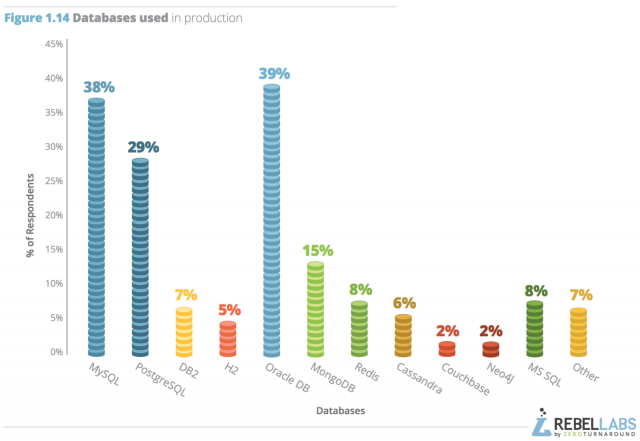 Figure 1.14 Databases used in production
45%
40%
35%
30%
25%
20%
15%
10%
5%
0%
% of Respondents
38%
29%
7%
5%
39%
15%
8%
6%
2%
2%
8%
7%
MySQL
PostgreSQL
DB2
H2
Oracle DB
MongoDB
Redis
Cassandra
Couchbase
Neo4J
MS SQL
Other
Databases
REBELLABS
by ZEROTURNAROUND